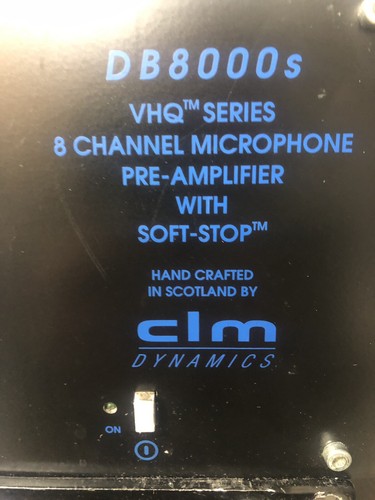 DB8000s
VHQ™ SERIES
8 CHANNEL MICROPHONE
PRE-AMPLIFIER
WITH
SOFT-STOP™
HAND CRAFTED
IN SCOTLAND BY
clm
DYNAMICS
ON